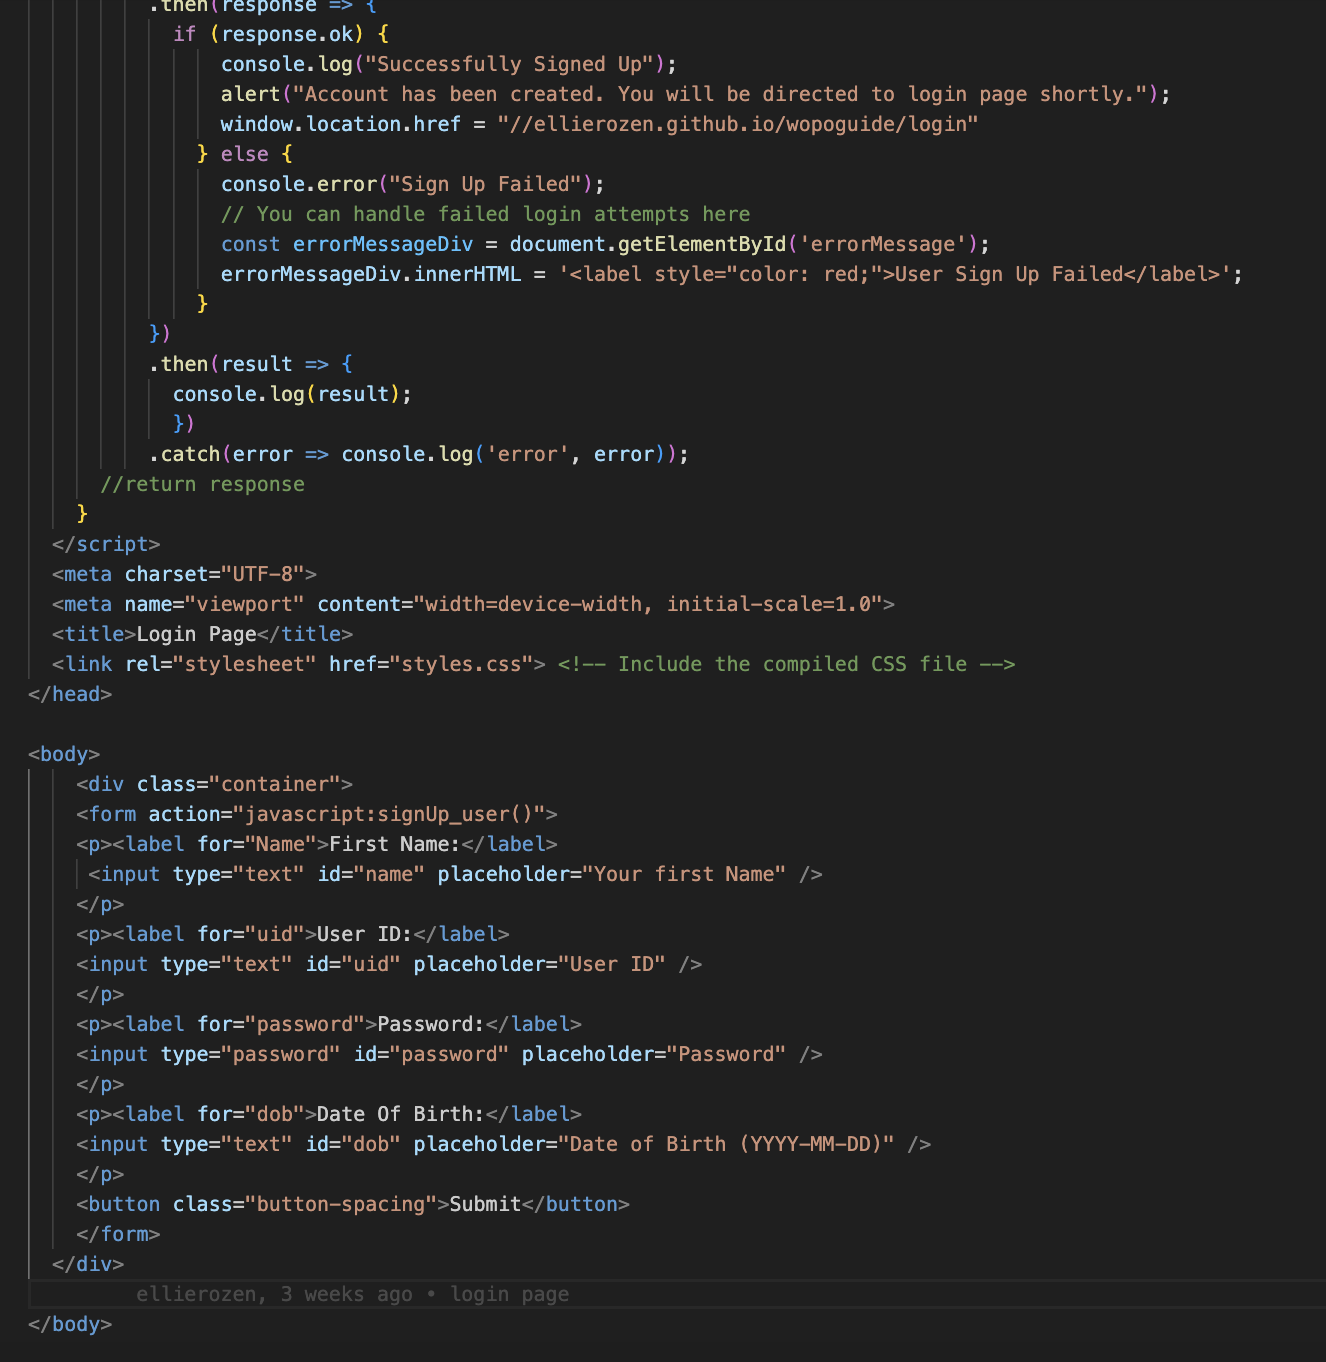 .then(response => {
if (response.ok) {
console.log("Successfully Signed Up");
alert("Account has been created. You will be directed to login page shortly.");
window.location.href = "//ellierozen.github.io/wopoguide/login"
} else {
console.error("Sign Up Failed");
// You can handle failed login attempts here
const errorMessageDiv = document.getElementById('errorMessage');
errorMessageDiv.innerHTML = '<label style="color: red;">User Sign Up Failed</label>';
}
})
.then(result => {
console.log(result);
})
.catch(error => console.log('error', error));
//return response
}
</script>
<meta charset="UTF-8">
<meta name="viewport" content="width=device-width, initial-scale=1.0">
<title>Login Page</title>
<link rel="stylesheet" href="styles.css"> <!-- Include the compiled CSS file -->
</head>
<body>
<div class="container">
<form action="javascript:signUp_user()">
<p><label for="Name">First Name:</label>
<input type="text" id="name" placeholder="Your first Name" />
</p>
<p><label for="uid">User ID:</label>
<input type="text" id="uid" placeholder="User ID" />
</p>
<p><label for="password">Password:</label>
<input type="password" id="password" placeholder="Password" />
</p>
<p><label for="dob">Date Of Birth:</label>
<input type="text" id="dob" placeholder="Date of Birth (YYYY-MM-DD)" />
</p>
<button class="button-spacing">Submit</button>
</form>
</div>
ellierozen, 3 weeks ago • login page
</body>